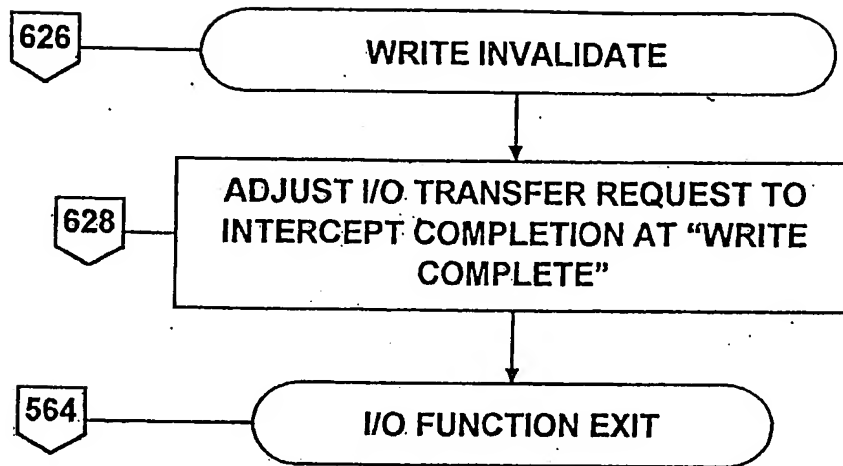 626
WRITE INVALIDATE
628
ADJUST I/O TRANSFER REQUEST TO
INTERCEPT COMPLETION AT “WRITE
COMPLETE”
564
I/O FUNCTION EXIT